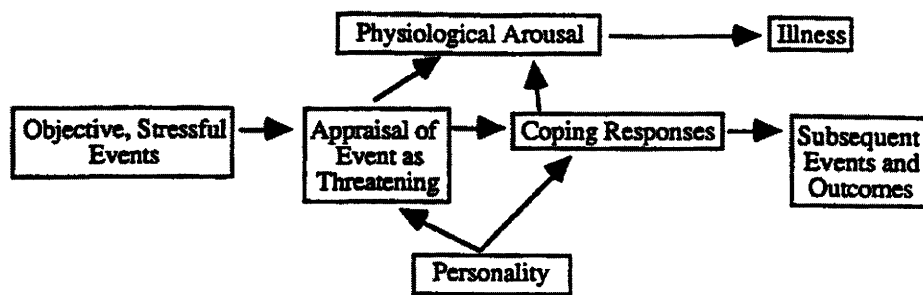 Physiological Arousal
Illness
Objective, Stressful
Events
Appraisal of
Event as
Threatening
Coping Responses
Subsequent
Events and
Outcomes
Personality